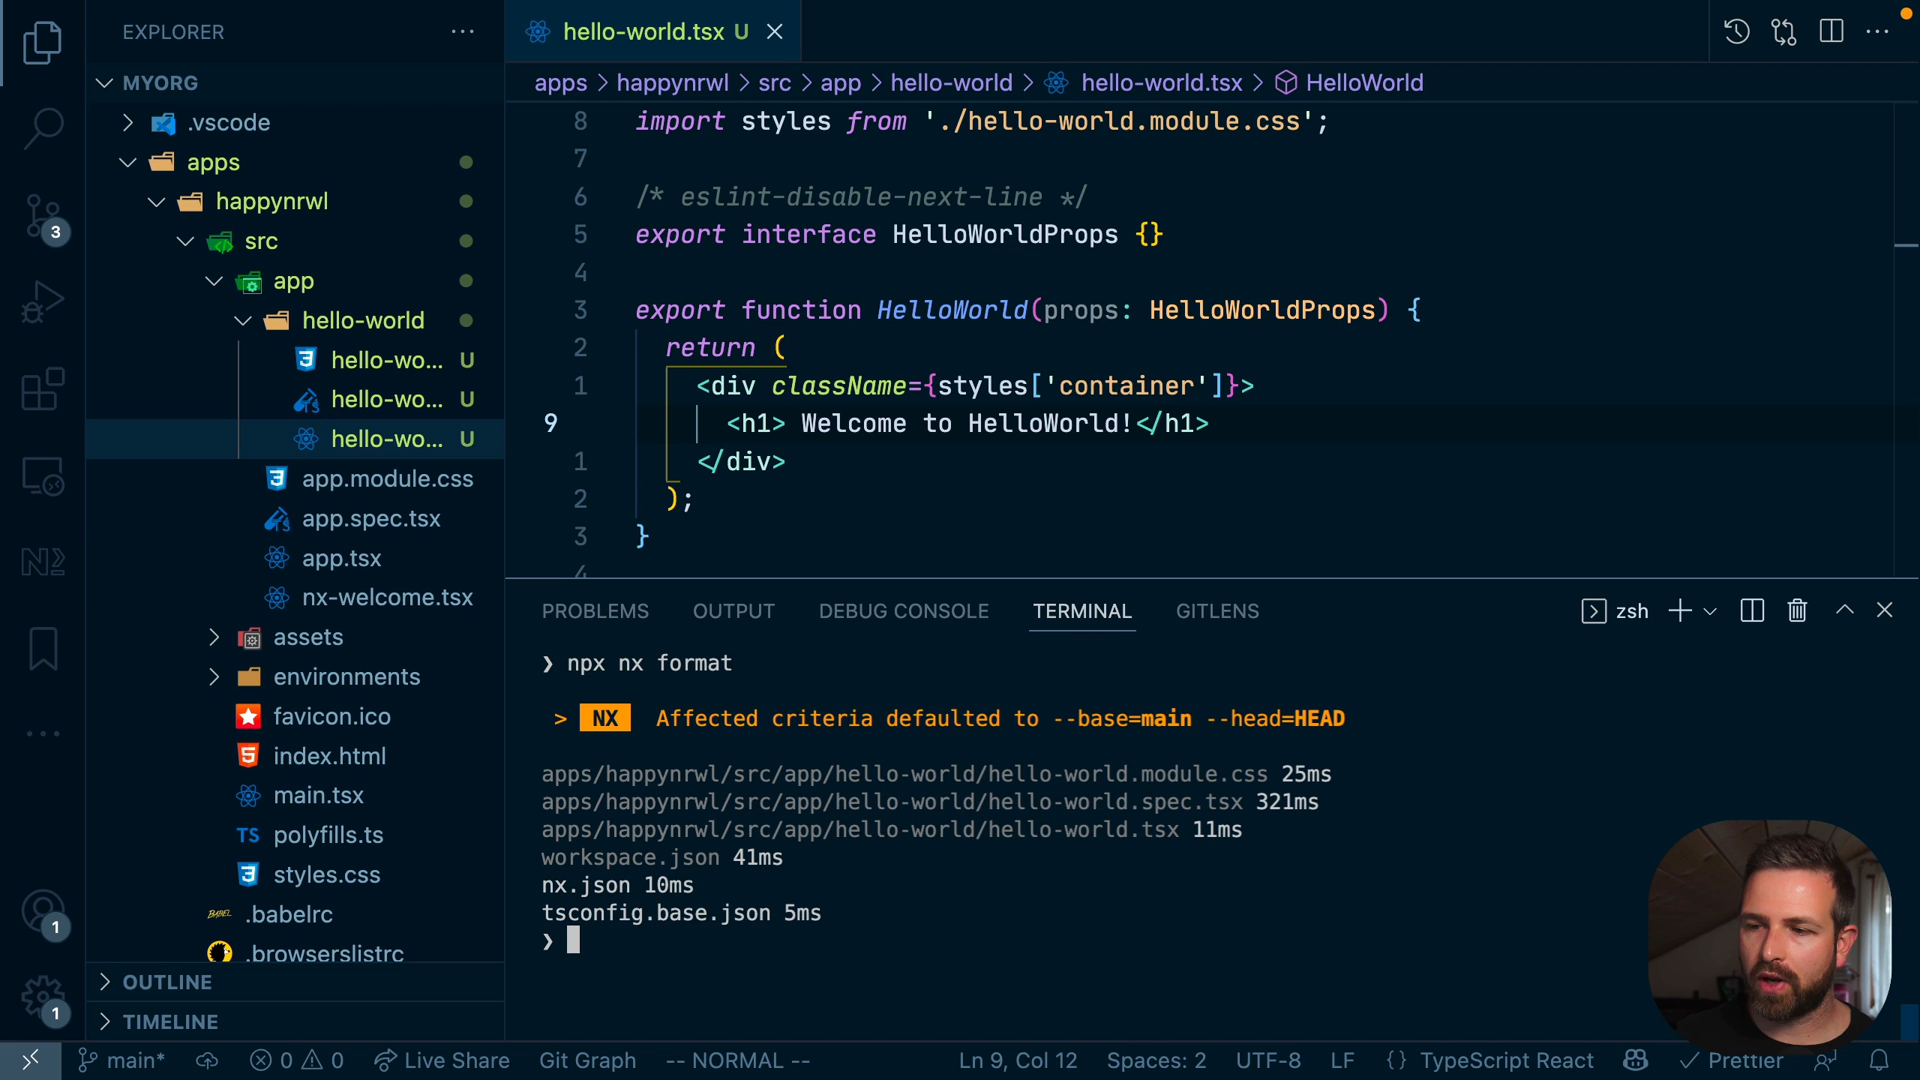 EXPLORER
MYORG
.vscode
apps
happynrwl
src
app
hello-world
hello-wo... U
hello-wo... U
hello-wo... U
app.module.css
app.spec.tsx
app.tsx
nx-welcome.tsx
assets
environments
favicon.ico
index.html
main.tsx
polyfills.ts
styles.css
.babelrc
.browserslistrc
OUTLINE
TIMELINE
3
1
1
hello-world.tsx U
apps > happynrwl > src > app > hello-world > hello-world.tsx > HelloWorld
8 import styles from './hello-world.module.css';
7
6 /* eslint-disable-next-line */
5 export interface HelloWorldProps {}
4
3 export function HelloWorld(props: HelloWorldProps) {
2 return (
1 <div className={styles['container']}>
9 <h1> Welcome to HelloWorld!</h1>
1 </div>
2 );
3 }
4
PROBLEMS OUTPUT DEBUG CONSOLE TERMINAL GITLENS zsh
❯ npx nx format
> NX Affected criteria defaulted to --base=main --head=HEAD
apps/happynrwl/src/app/hello-world/hello-world.module.css 25ms
apps/happynrwl/src/app/hello-world/hello-world.spec.tsx 321ms
apps/happynrwl/src/app/hello-world/hello-world.tsx 11ms
workspace.json 41ms
nx.json 10ms
tsconfig.base.json 5ms
❯
main* 0 0 Live Share Git Graph -- NORMAL -- Ln 9, Col 12 Spaces: 2 UTF-8 LF {} TypeScript React Prettier